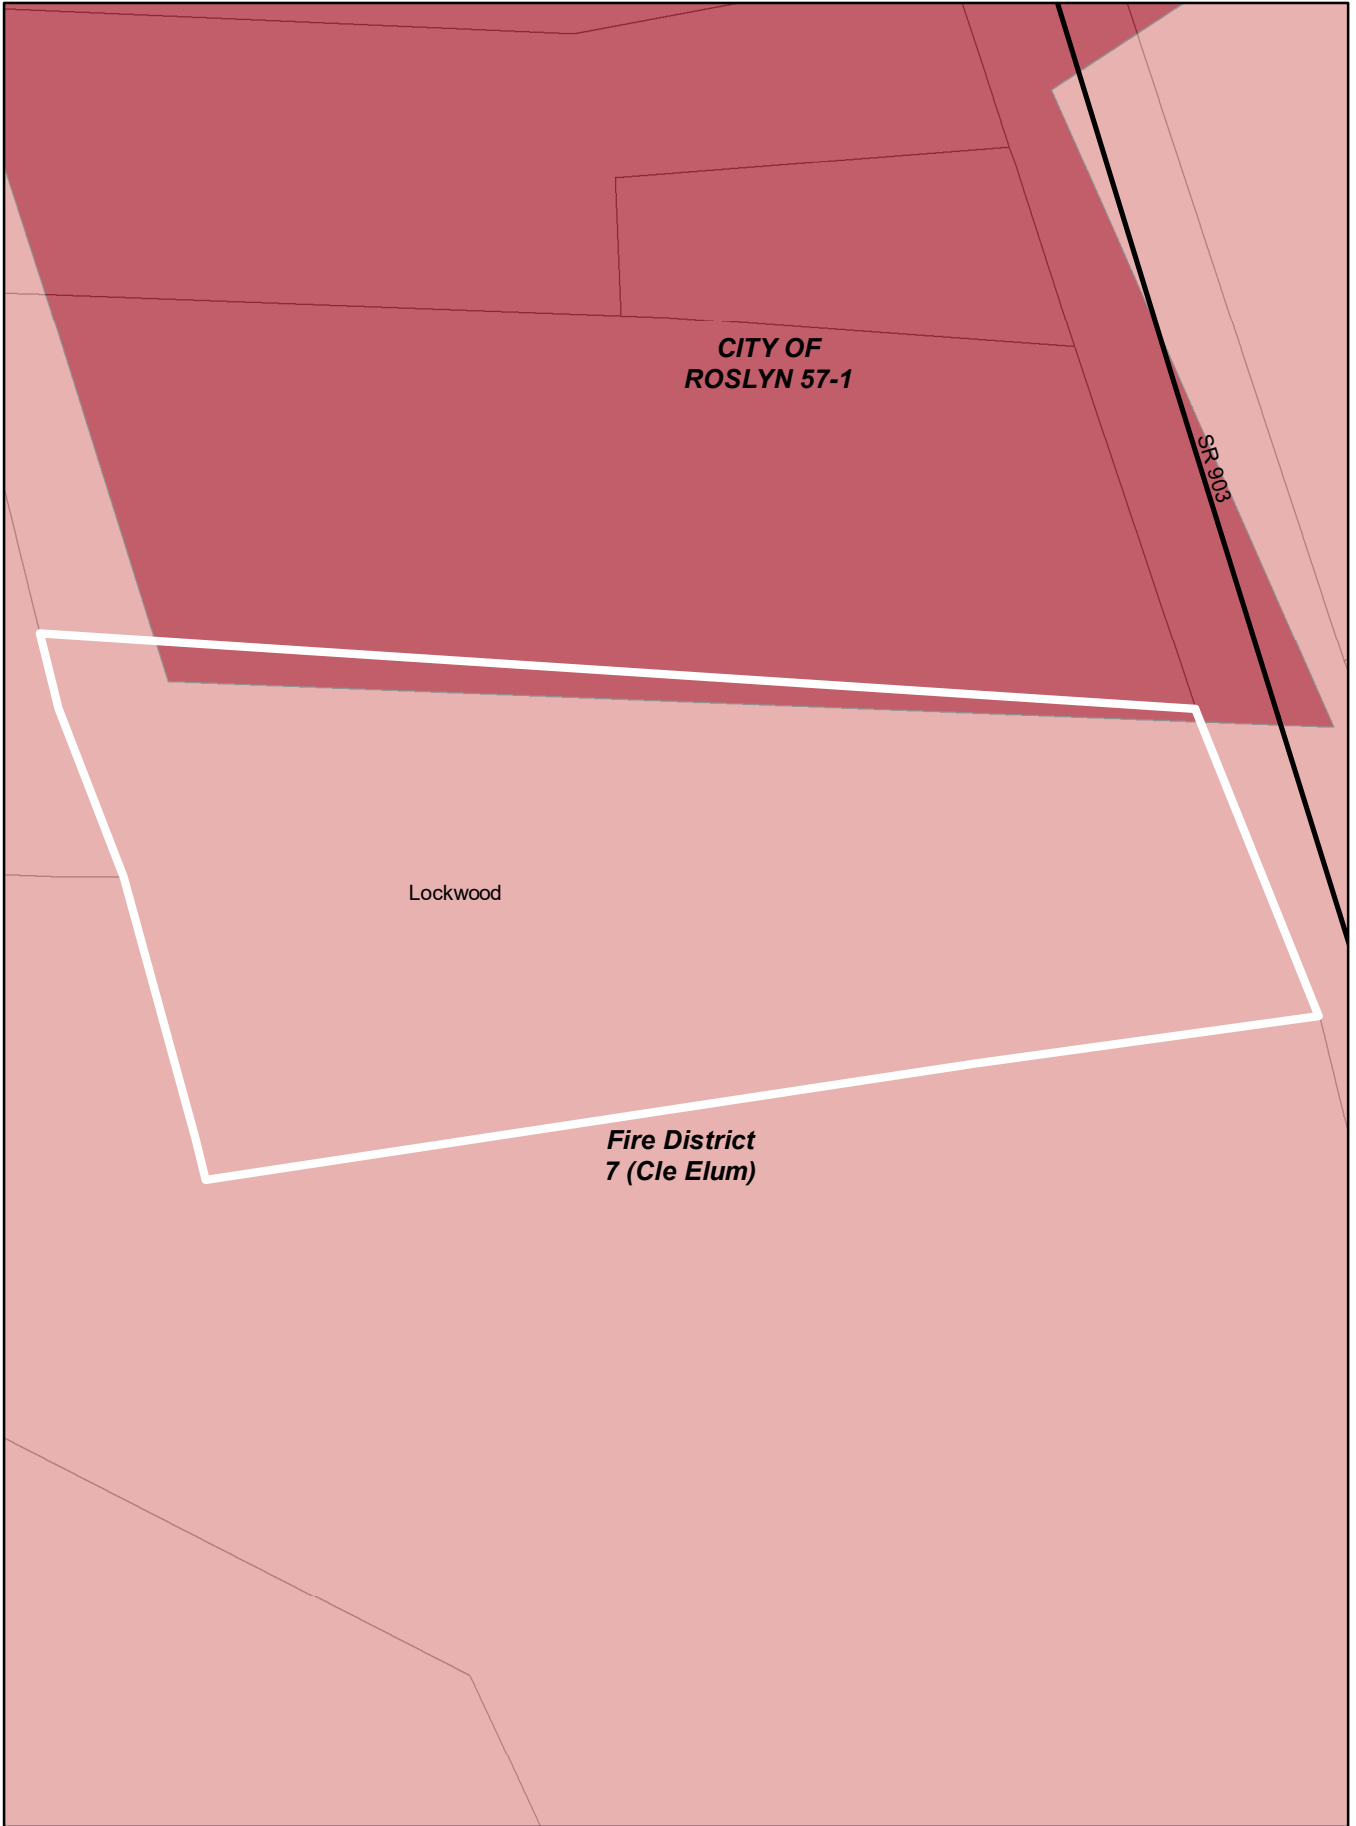 CITY OF
ROSLYN 57-1
SR 903
Lockwood
Fire District
7 (Cle Elum)